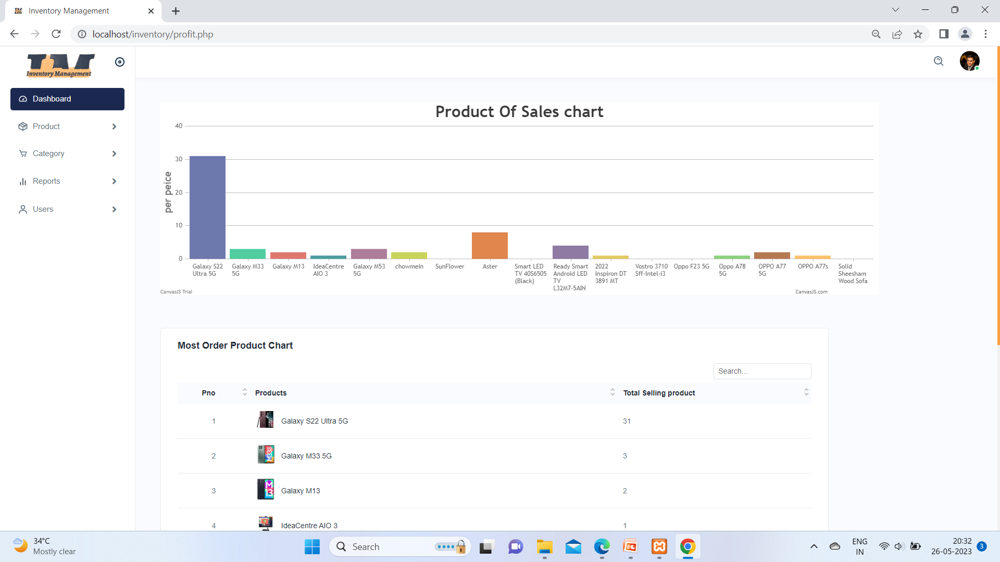 Inventory Management
localhost/inventory/profit.php
Inventory Management
Dashboard
Product
Category
Reports
Users
Product Of Sales chart
per peice
40
30
20
10
0
Galaxy S22 Ultra 5G
Galaxy M33 5G
Galaxy M13
IdeaCentre AIO 3
Galaxy M53 5G
chowmein
SunFlower
Aster
Smart LED TV 40S6505 (Black)
Ready Smart Android LED TV L32M7-5AIN
2022 Inspiron DT 3891 MT
Vostro 3710 Sff-Intel-i3
Oppo F23 5G
Oppo A78 5G
OPPO A77 5G
OPPO A77s
Solid Sheesham Wood Sofa
CanvasJS Trial
CanvasJS.com
Most Order Product Chart
Search...
Pno Products Total Selling product
1 Galaxy S22 Ultra 5G 31
2 Galaxy M33 5G 3
3 Galaxy M13 2
4 IdeaCentre AIO 3 1
34°C
Mostly clear
Search
ENG
IN
20:32
26-05-2023
3